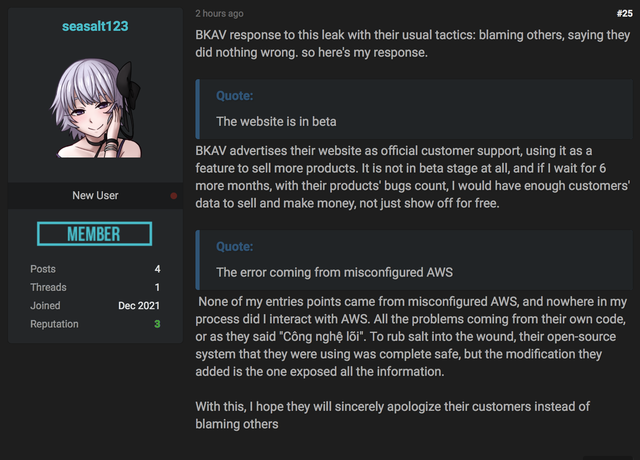 seasalt123
New User
MEMBER
Posts 4
Threads 1
Joined Dec 2021
Reputation 3
2 hours ago #25
BKAV response to this leak with their usual tactics: blaming others, saying they
did nothing wrong. so here's my response.
Quote:
The website is in beta
BKAV advertises their website as official customer support, using it as a
feature to sell more products. It is not in beta stage at all, and if I wait for 6
more months, with their products' bugs count, I would have enough customers'
data to sell and make money, not just show off for free.
Quote:
The error coming from misconfigured AWS
None of my entries points came from misconfigured AWS, and nowhere in my
process did I interact with AWS. All the problems coming from their own code,
or as they said "Công nghệ lõi". To rub salt into the wound, their open-source
system that they were using was complete safe, but the modification they
added is the one exposed all the information.
With this, I hope they will sincerely apologize their customers instead of
blaming others